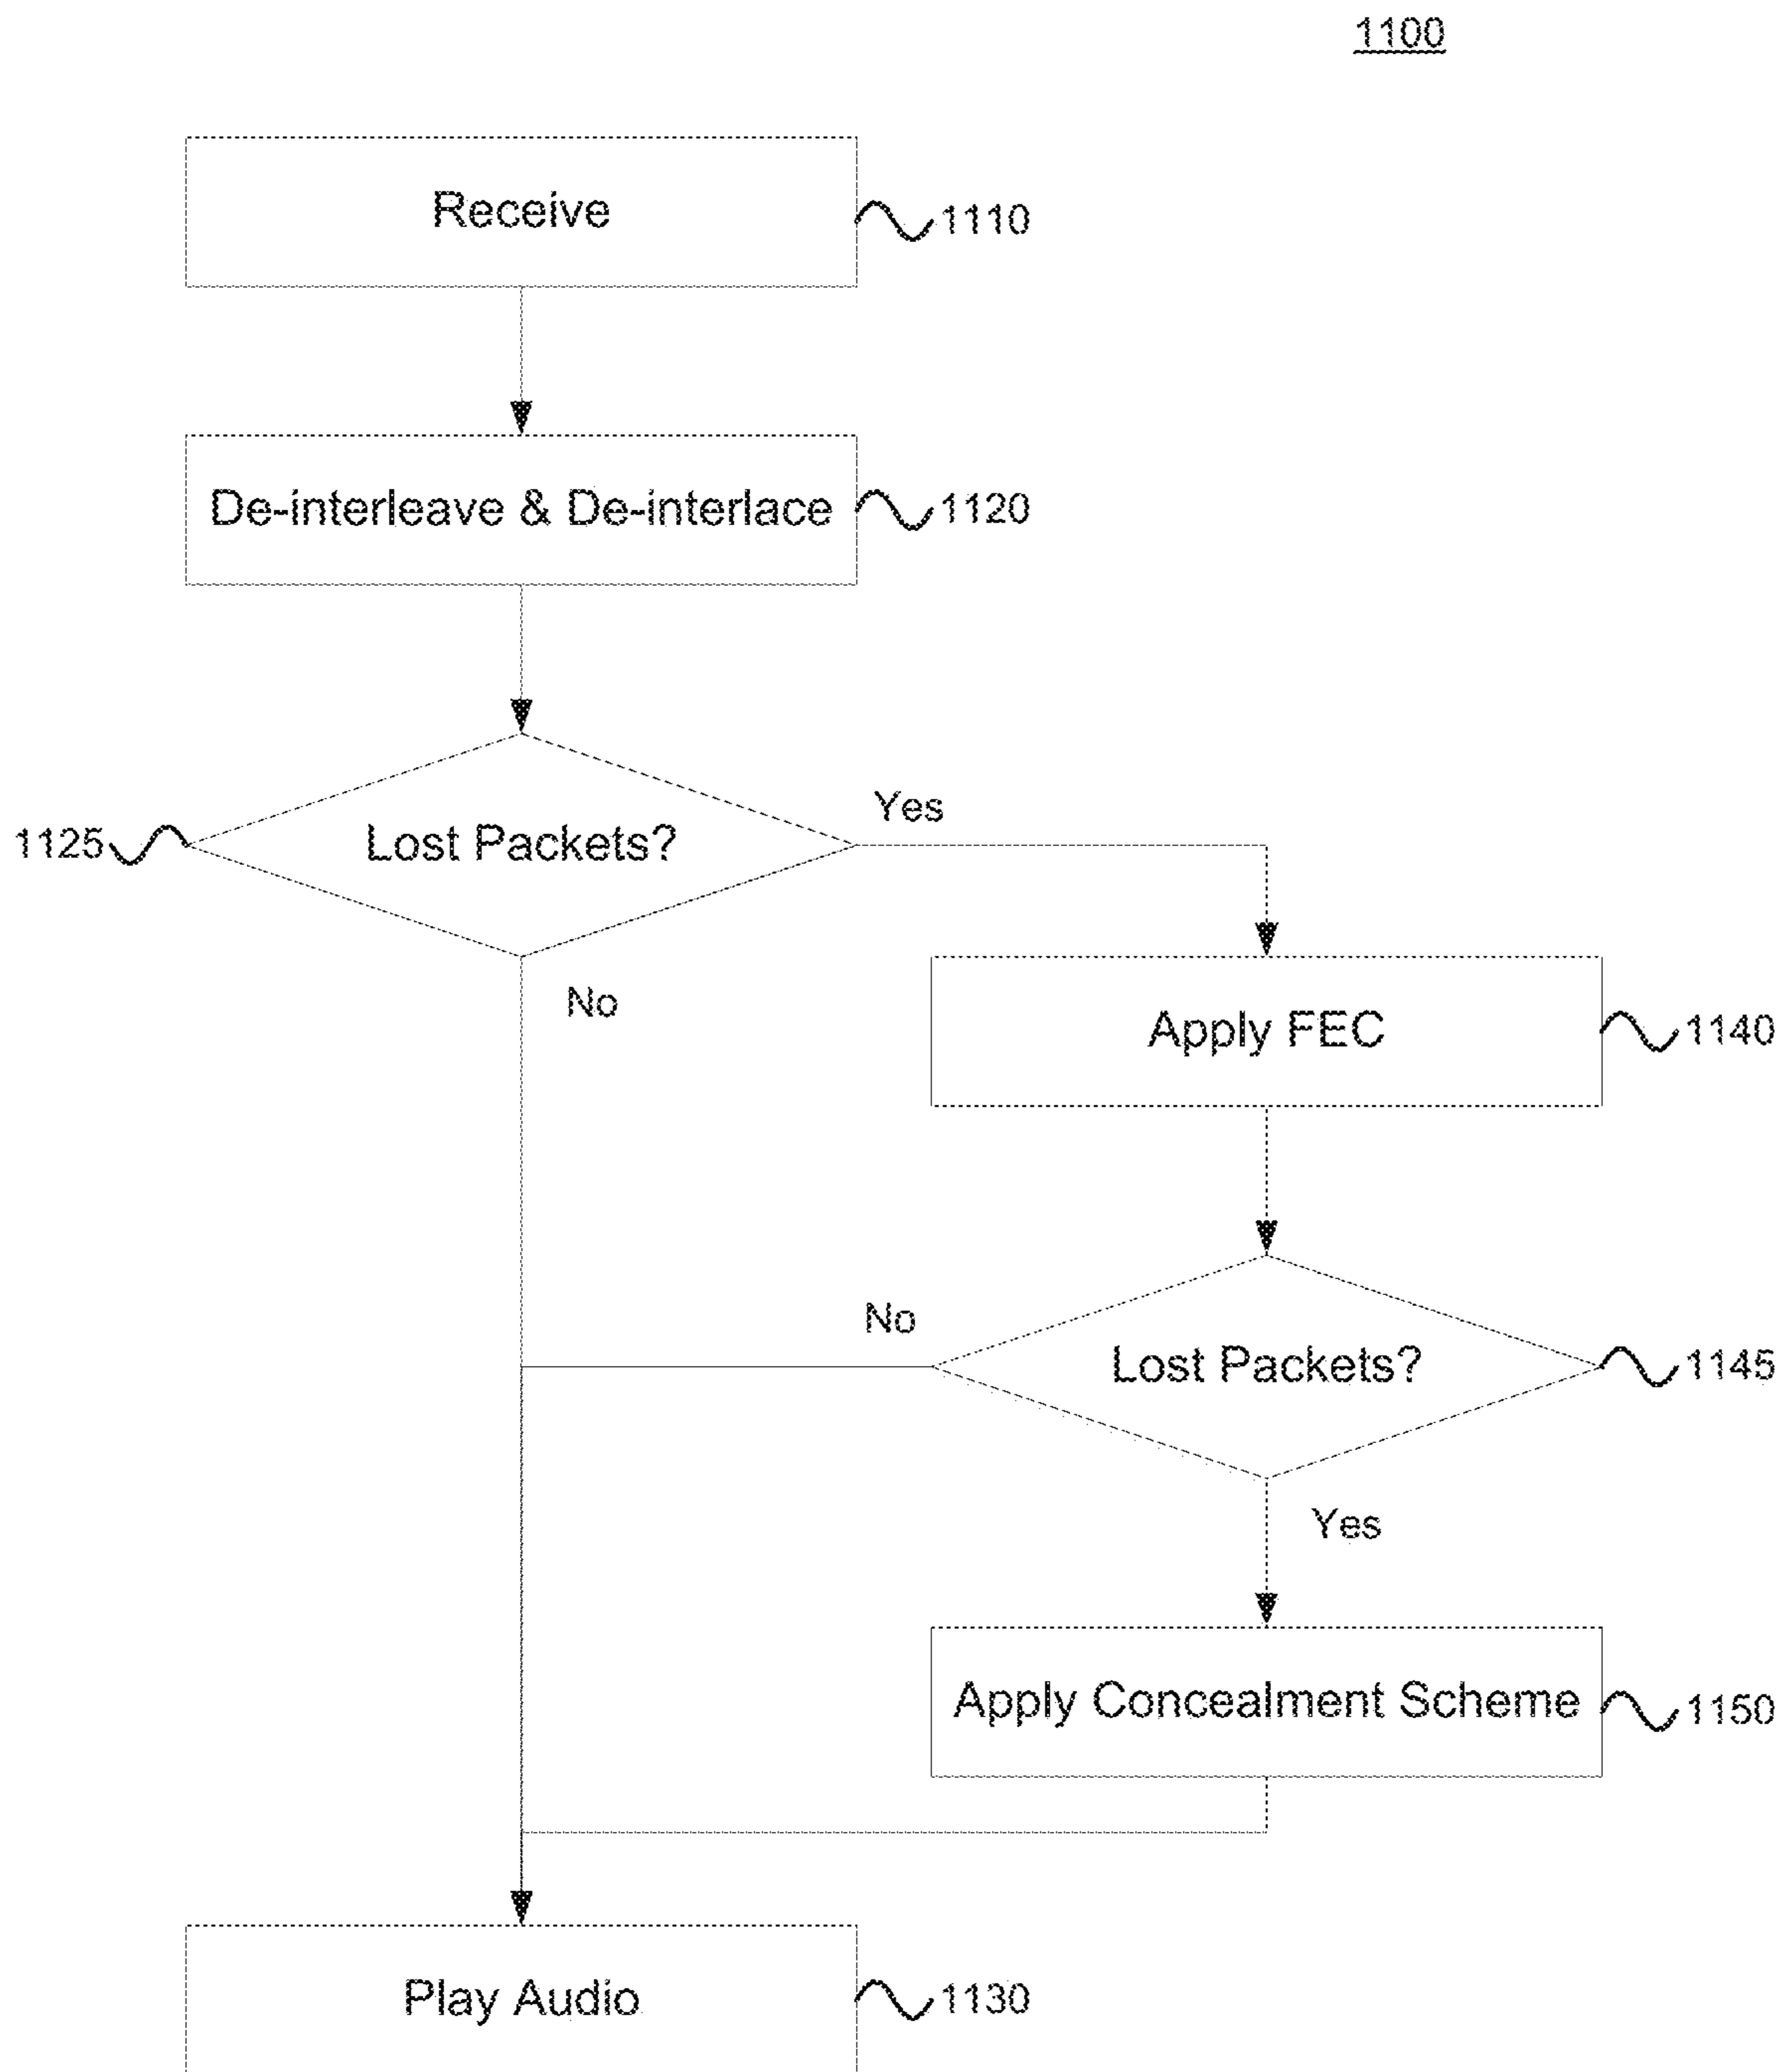 1100
Receive
1110
De-interleave & De-interlace
1120
Yes
1125
Lost Packets?
No
Apply FEC
1140
No
Lost Packets?
1145
Yes
Apply Concealment Scheme
1150
Play Audio
1130